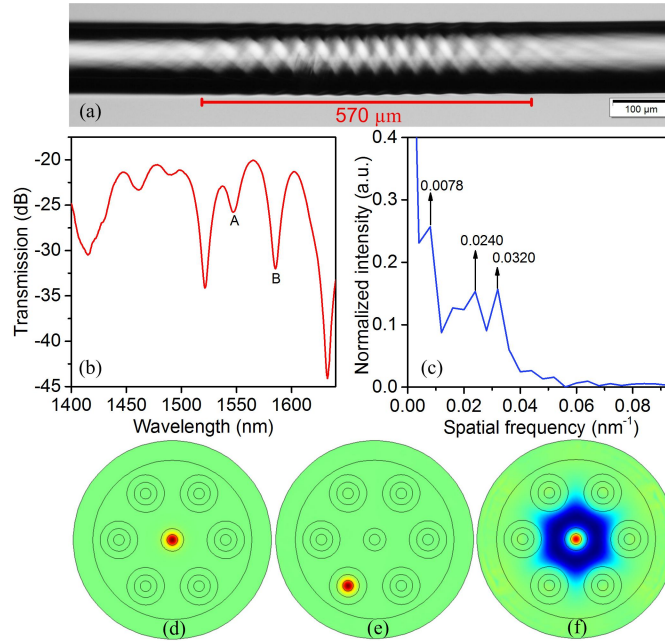 (a)
570 µm
100 µm
-20
-25
-30
-35
-40
-45
Transmission (dB)
A
B
(b)
1400 1450 1500 1550 1600
Wavelength (nm)
0.4
0.3
0.2
0.1
0.0
Normalized intensity (a.u.)
0.0078
0.0240
0.0320
(c)
0.00 0.02 0.04 0.06 0.08
Spatial frequency (nm⁻¹)
(d)
(e)
(f)